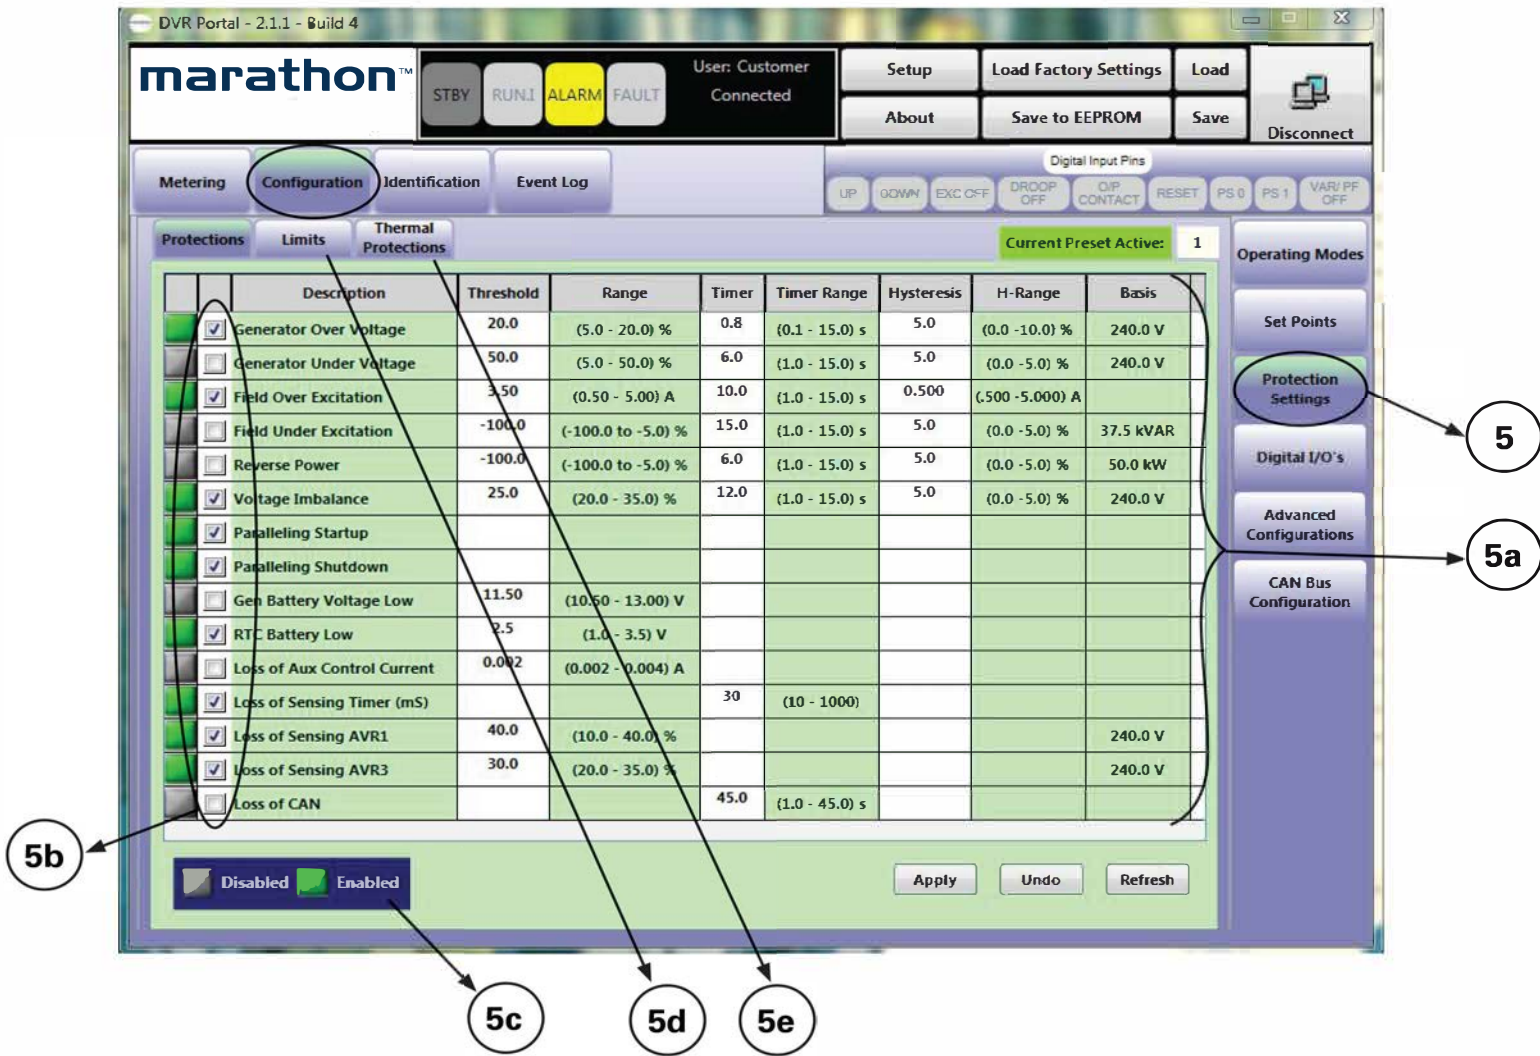 DVR Portal - 2.1.1 - Build 4
marathon™
STBY RUN.I ALARM FAULT
User: Customer
Connected
Setup Load Factory Settings Load
About Save to EEPROM Save
Disconnect
Metering Configuration Identification Event Log
Digital Input Pins
UP DOWN EXC OFF DROOP OFF O/P CONTACT RESET PS 0 PS 1 VAR/ PF OFF
Protections Limits Thermal Protections
Current Preset Active: 1
Operating Modes
Set Points
Protection Settings
Digital I/O's
Advanced Configurations
CAN Bus Configuration
Description Threshold Range Timer Timer Range Hysteresis H-Range Basis
Generator Over Voltage 20.0 (5.0 - 20.0) % 0.8 (0.1 - 15.0) s 5.0 (0.0 -10.0) % 240.0 V
Generator Under Voltage 50.0 (5.0 - 50.0) % 6.0 (1.0 - 15.0) s 5.0 (0.0 -5.0) % 240.0 V
Field Over Excitation 3.50 (0.50 - 5.00) A 10.0 (1.0 - 15.0) s 0.500 (.500 -5.000) A
Field Under Excitation -100.0 (-100.0 to -5.0) % 15.0 (1.0 - 15.0) s 5.0 (0.0 -5.0) % 37.5 kVAR
Reverse Power -100.0 (-100.0 to -5.0) % 6.0 (1.0 - 15.0) s 5.0 (0.0 -5.0) % 50.0 kW
Voltage Imbalance 25.0 (20.0 - 35.0) % 12.0 (1.0 - 15.0) s 5.0 (0.0 -5.0) % 240.0 V
Paralleling Startup
Paralleling Shutdown
Gen Battery Voltage Low 11.50 (10.50 - 13.00) V
RTC Battery Low 2.5 (1.0 - 3.5) V
Loss of Aux Control Current 0.002 (0.002 - 0.004) A
Loss of Sensing Timer (mS) 30 (10 - 1000)
Loss of Sensing AVR1 40.0 (10.0 - 40.0) % 240.0 V
Loss of Sensing AVR3 30.0 (20.0 - 35.0) % 240.0 V
Loss of CAN 45.0 (1.0 - 45.0) s
Disabled Enabled
Apply Undo Refresh
5
5a
5b
5c
5d
5e